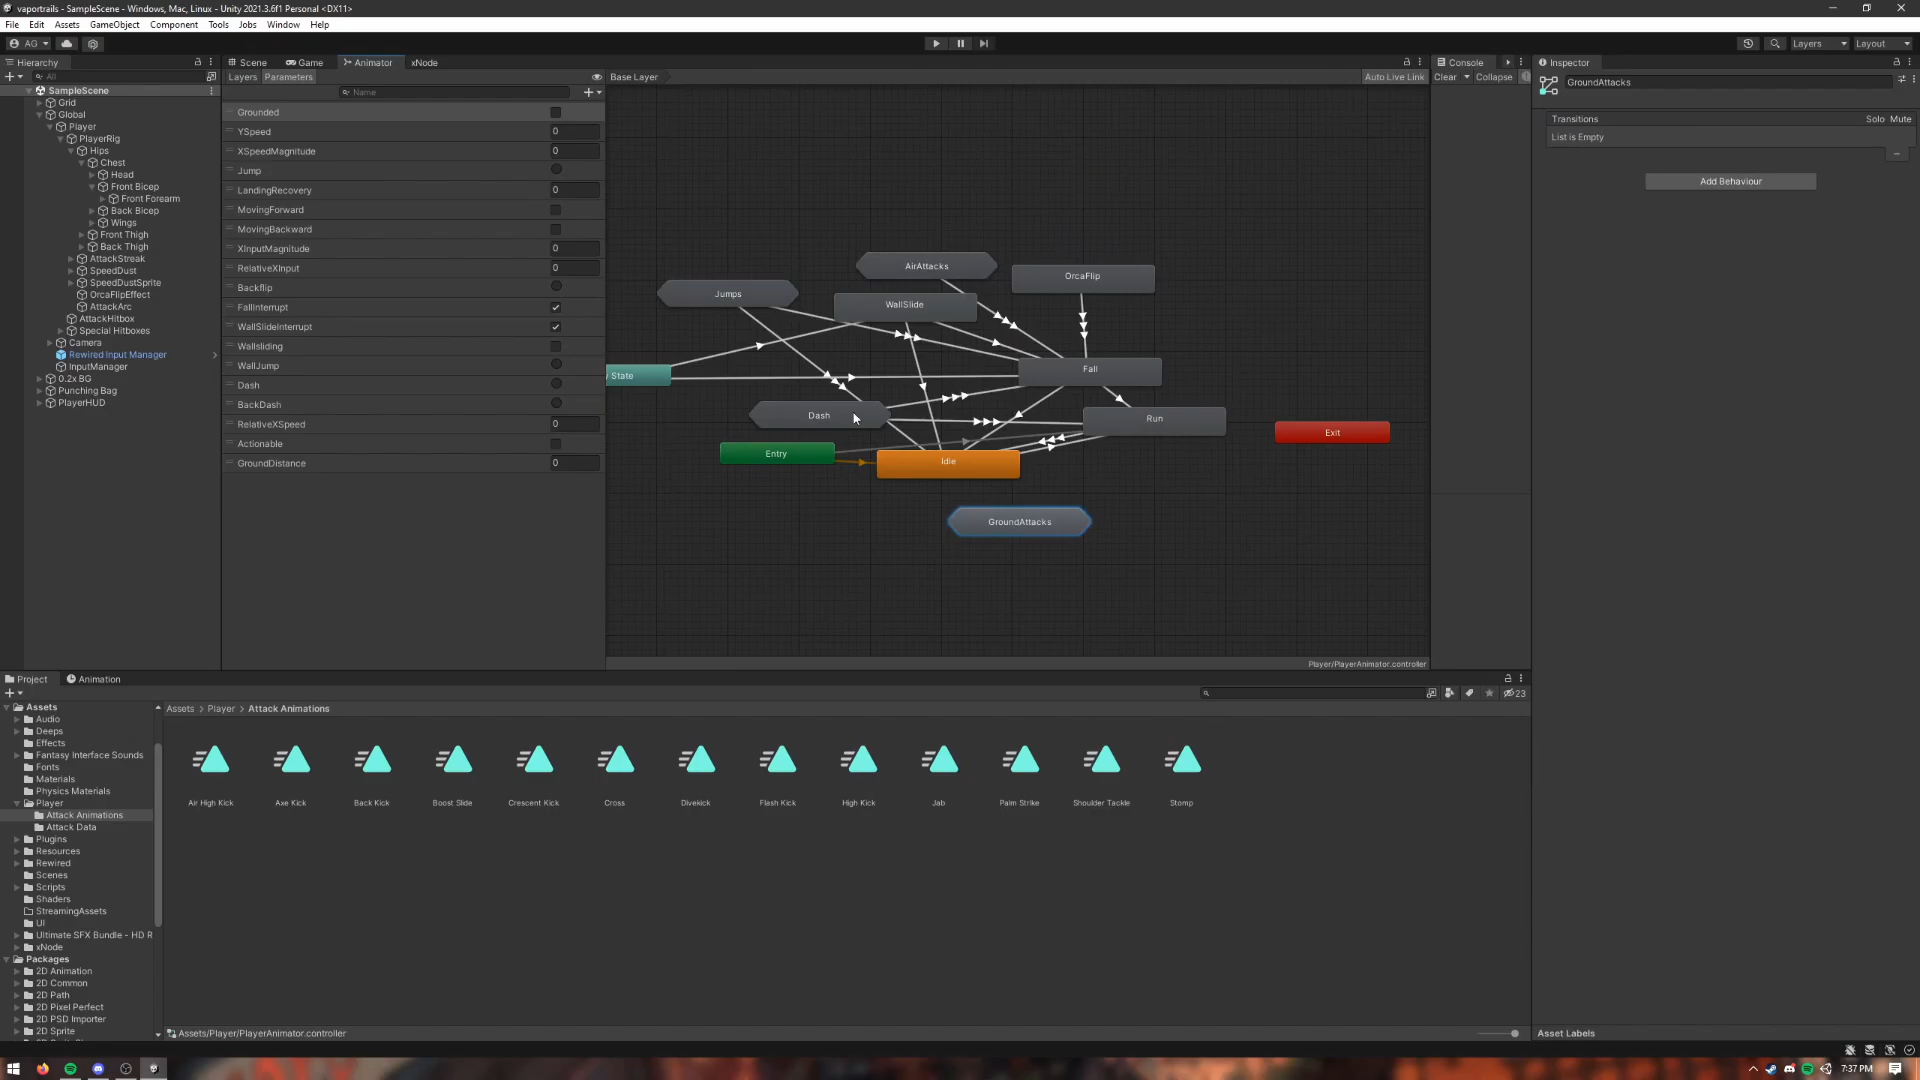 vaportrails - SampleScene - Windows, Mac, Linux - Unity 2021.3.6f1 Personal <DX11>
File Edit Assets GameObject Component Tools Jobs Window Help
AG Layers Layout
Hierarchy
All
SampleScene
Grid
Global
Player
PlayerRig
Hips
Chest
Head
Front Bicep
Front Forearm
Back Bicep
Wings
Front Thigh
Back Thigh
AttackStreak
SpeedDust
SpeedDustSprite
OrcaFlipEffect
AttackArc
AttackHitbox
Special Hitboxes
Camera
Rewired Input Manager
InputManager
0.2x BG
Punching Bag
PlayerHUD
Scene Game Animator xNode
Layers Parameters
Name
Grounded
YSpeed 0
XSpeedMagnitude 0
Jump
LandingRecovery 0
MovingForward
MovingBackward
XInputMagnitude 0
RelativeXInput 0
Backflip
FallInterrupt
WallSlideInterrupt
Wallsliding
WallJump
Dash
BackDash
RelativeXSpeed 0
Actionable
GroundDistance 0
Base Layer Auto Live Link
AirAttacks
OrcaFlip
Jumps
WallSlide
State
Fall
Dash
Run
Exit
Entry
Idle
GroundAttacks
Player/PlayerAnimator.controller
Console
Clear Collapse
Inspector
GroundAttacks
Transitions Solo Mute
List is Empty
Add Behaviour
Asset Labels
Project Animation
23
Assets
Audio
Deeps
Effects
Fantasy Interface Sounds
Fonts
Materials
Physics Materials
Player
Attack Animations
Attack Data
Plugins
Resources
Rewired
Scenes
Scripts
Shaders
StreamingAssets
UI
Ultimate SFX Bundle - HD R
xNode
Packages
2D Animation
2D Common
2D Path
2D Pixel Perfect
2D PSD Importer
2D Sprite
Assets > Player > Attack Animations
Air High Kick Axe Kick Back Kick Boost Slide Crescent Kick Cross Divekick Flash Kick High Kick Jab Palm Strike Shoulder Tackle Stomp
Assets/Player/PlayerAnimator.controller
7:37 PM